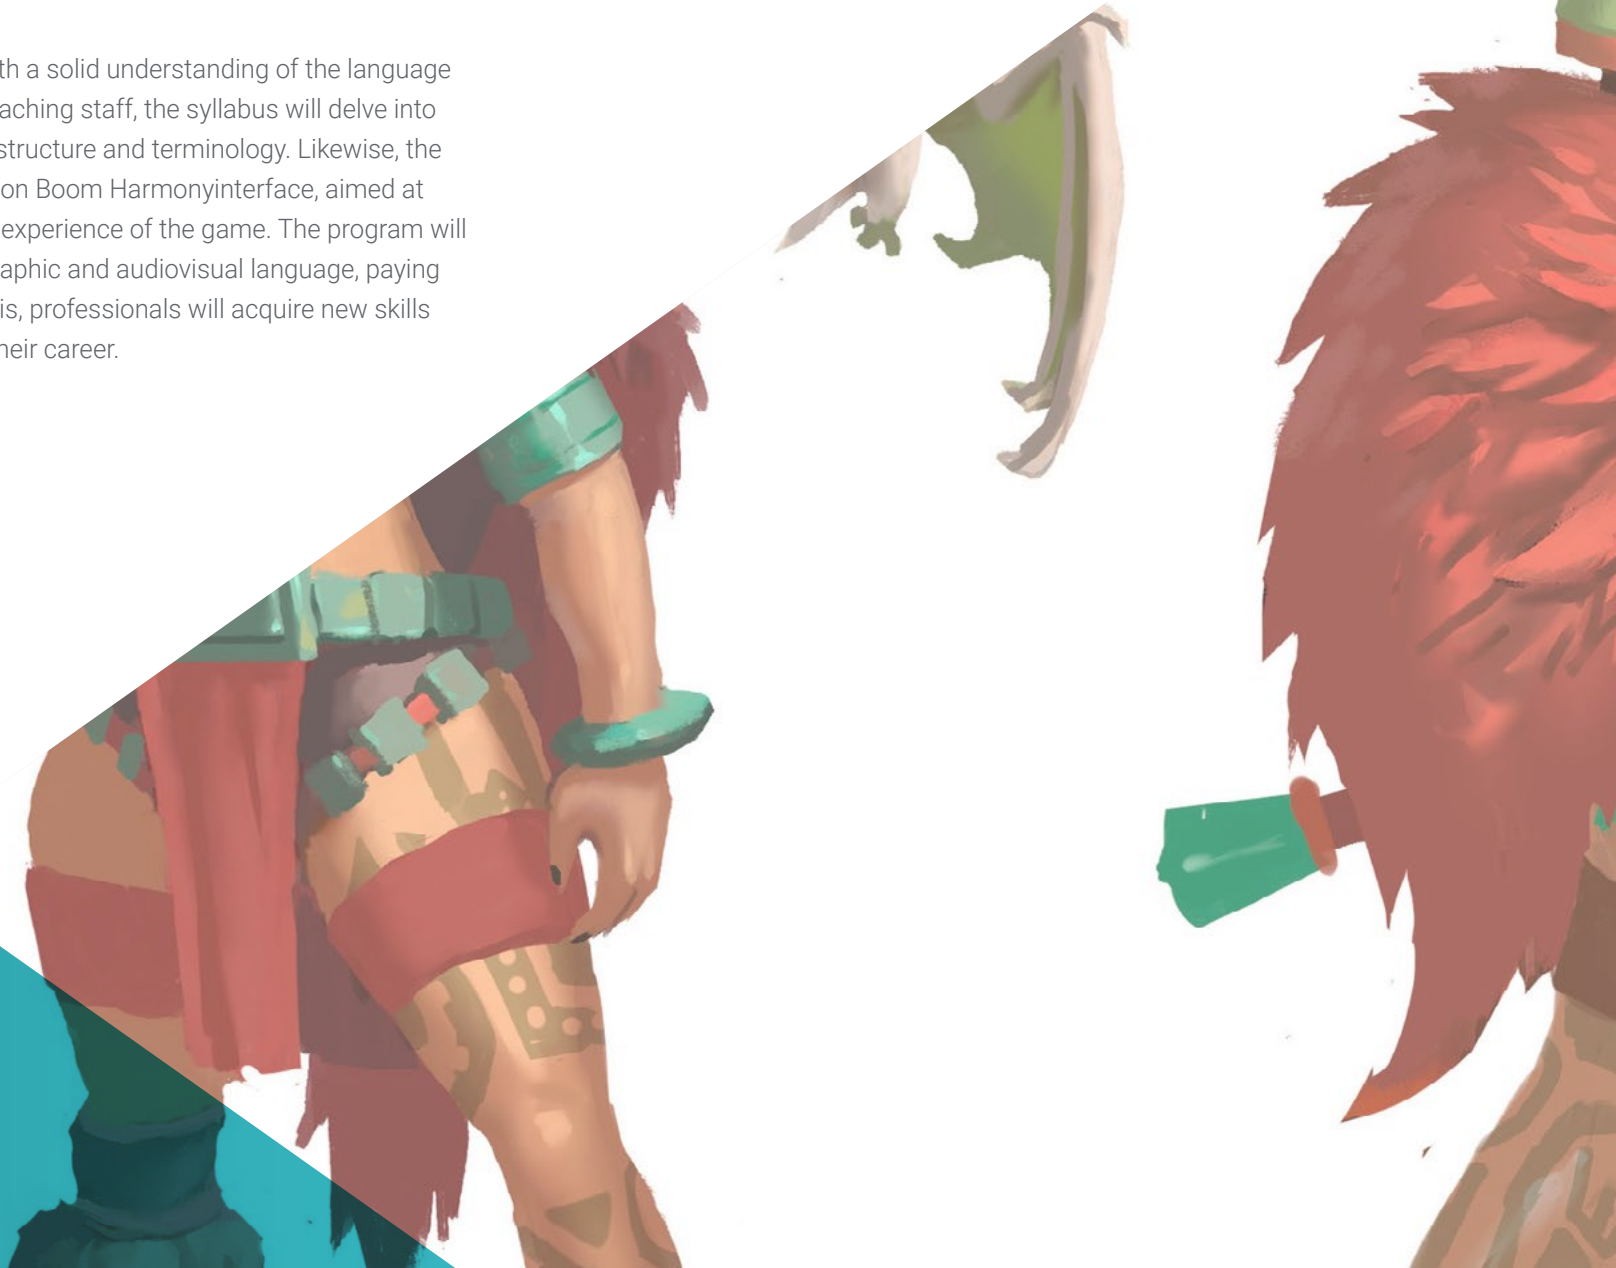 th a solid understanding of the language
aching staff, the syllabus will delve into
structure and terminology. Likewise, the
on Boom Harmonyinterface, aimed at
experience of the game. The program will
aphic and audiovisual language, paying
is, professionals will acquire new skills
heir career.